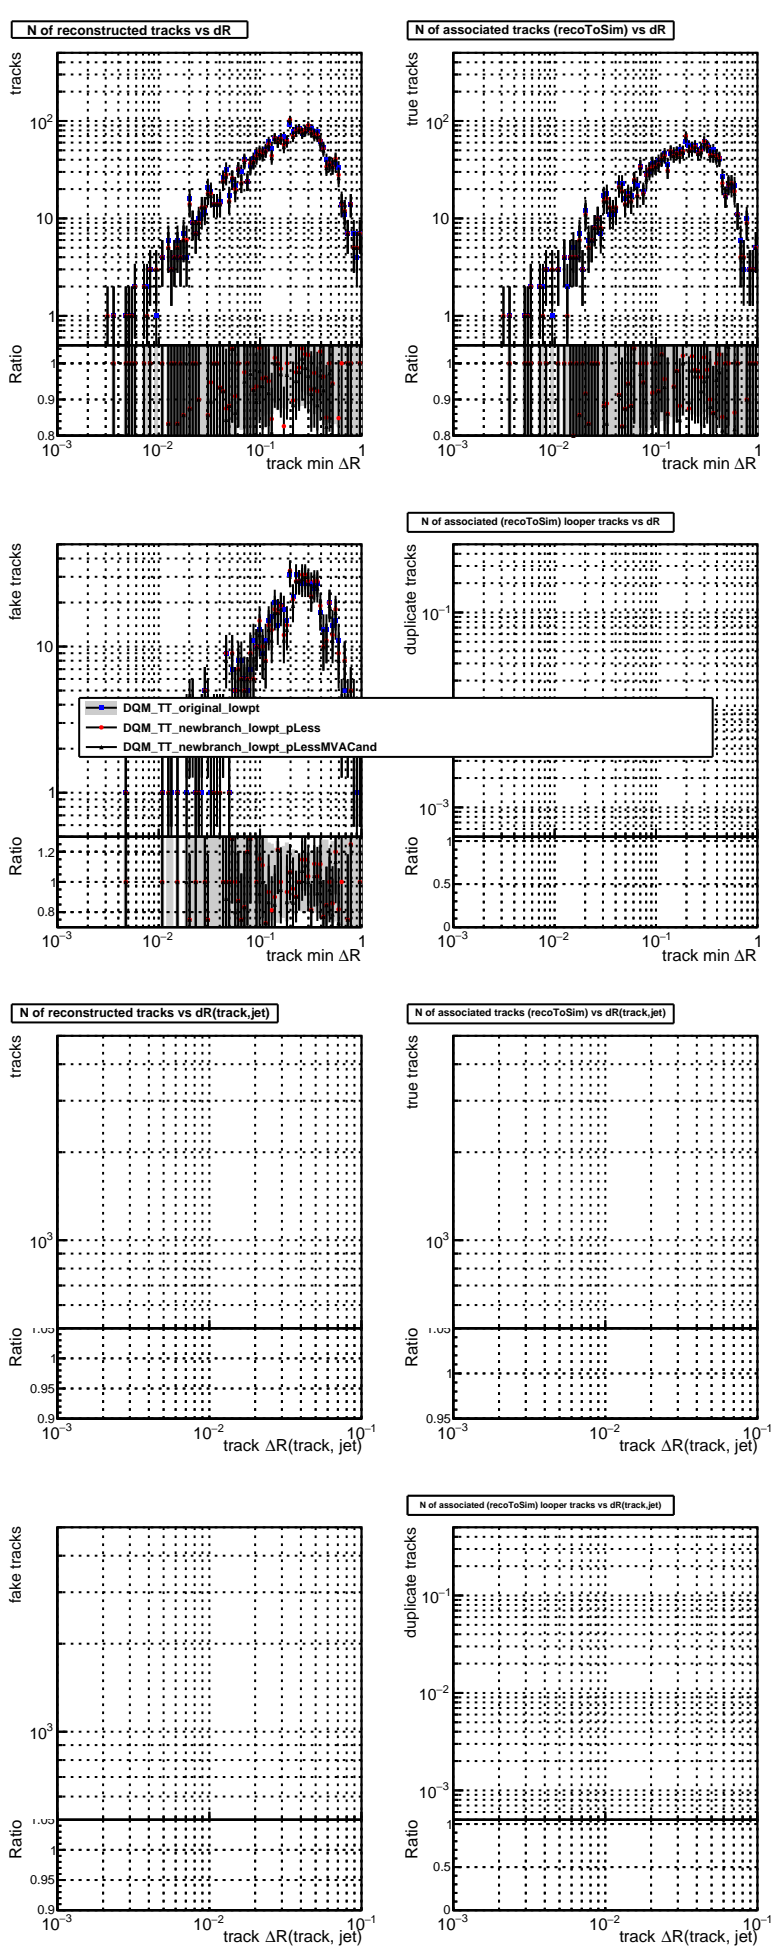 N of reconstructed tracks vs dR
N of associated tracks (recoToSim) vs dR
tracks
10²
10
1
Ratio
1
0.9
0.8
10⁻³
10⁻²
10⁻¹
1
track min ΔR
true tracks
10²
10
1
Ratio
1
0.9
0.8
10⁻³
10⁻²
10⁻¹
1
track min ΔR
N of associated (recoToSim) looper tracks vs dR
fake tracks
10
1
Ratio
1.2
1
0.8
10⁻³
10⁻²
10⁻¹
1
track min ΔR
duplicate tracks
10⁻¹
10⁻³
Ratio
1
0.5
0
10⁻³
10⁻²
10⁻¹
1
track min ΔR
DQM_TT_original_lowpt
DQM_TT_newbranch_lowpt_pLess
DQM_TT_newbranch_lowpt_pLessMVACand
N of reconstructed tracks vs dR(track,jet)
N of associated tracks (recoToSim) vs dR(track,jet)
tracks
10³
Ratio
1.05
1
0.95
0.9
10⁻³
10⁻²
10⁻¹
track ΔR(track, jet)
true tracks
10³
Ratio
1.05
1
0.95
10⁻³
10⁻²
10⁻¹
track ΔR(track, jet)
N of associated (recoToSim) looper tracks vs dR(track,jet)
fake tracks
10³
Ratio
1.05
1
0.95
0.9
10⁻³
10⁻²
10⁻¹
track ΔR(track, jet)
duplicate tracks
10⁻¹
10⁻²
10⁻³
Ratio
1
0.5
0
10⁻³
10⁻²
10⁻¹
track ΔR(track, jet)